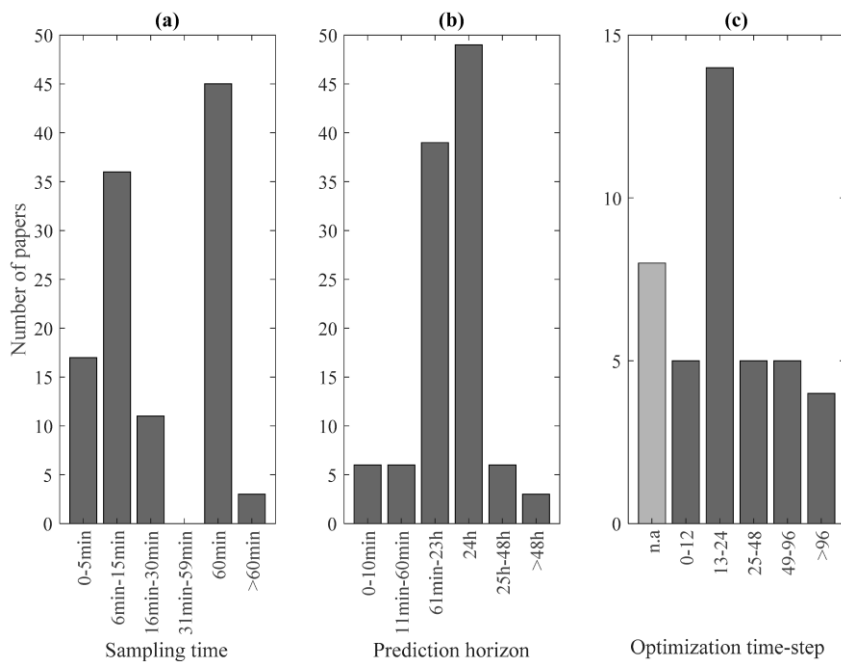 (a)
(b)
(c)
Number of papers
50
45
40
35
30
25
20
15
10
5
0
0-5min
6min-15min
16min-30min
31min-59min
60min
>60min
Sampling time
50
45
40
35
30
25
20
15
10
5
0
0-10min
11min-60min
61min-23h
24h
25h-48h
>48h
Prediction horizon
15
10
5
0
n.a
0-12
13-24
25-48
49-96
>96
Optimization time-step